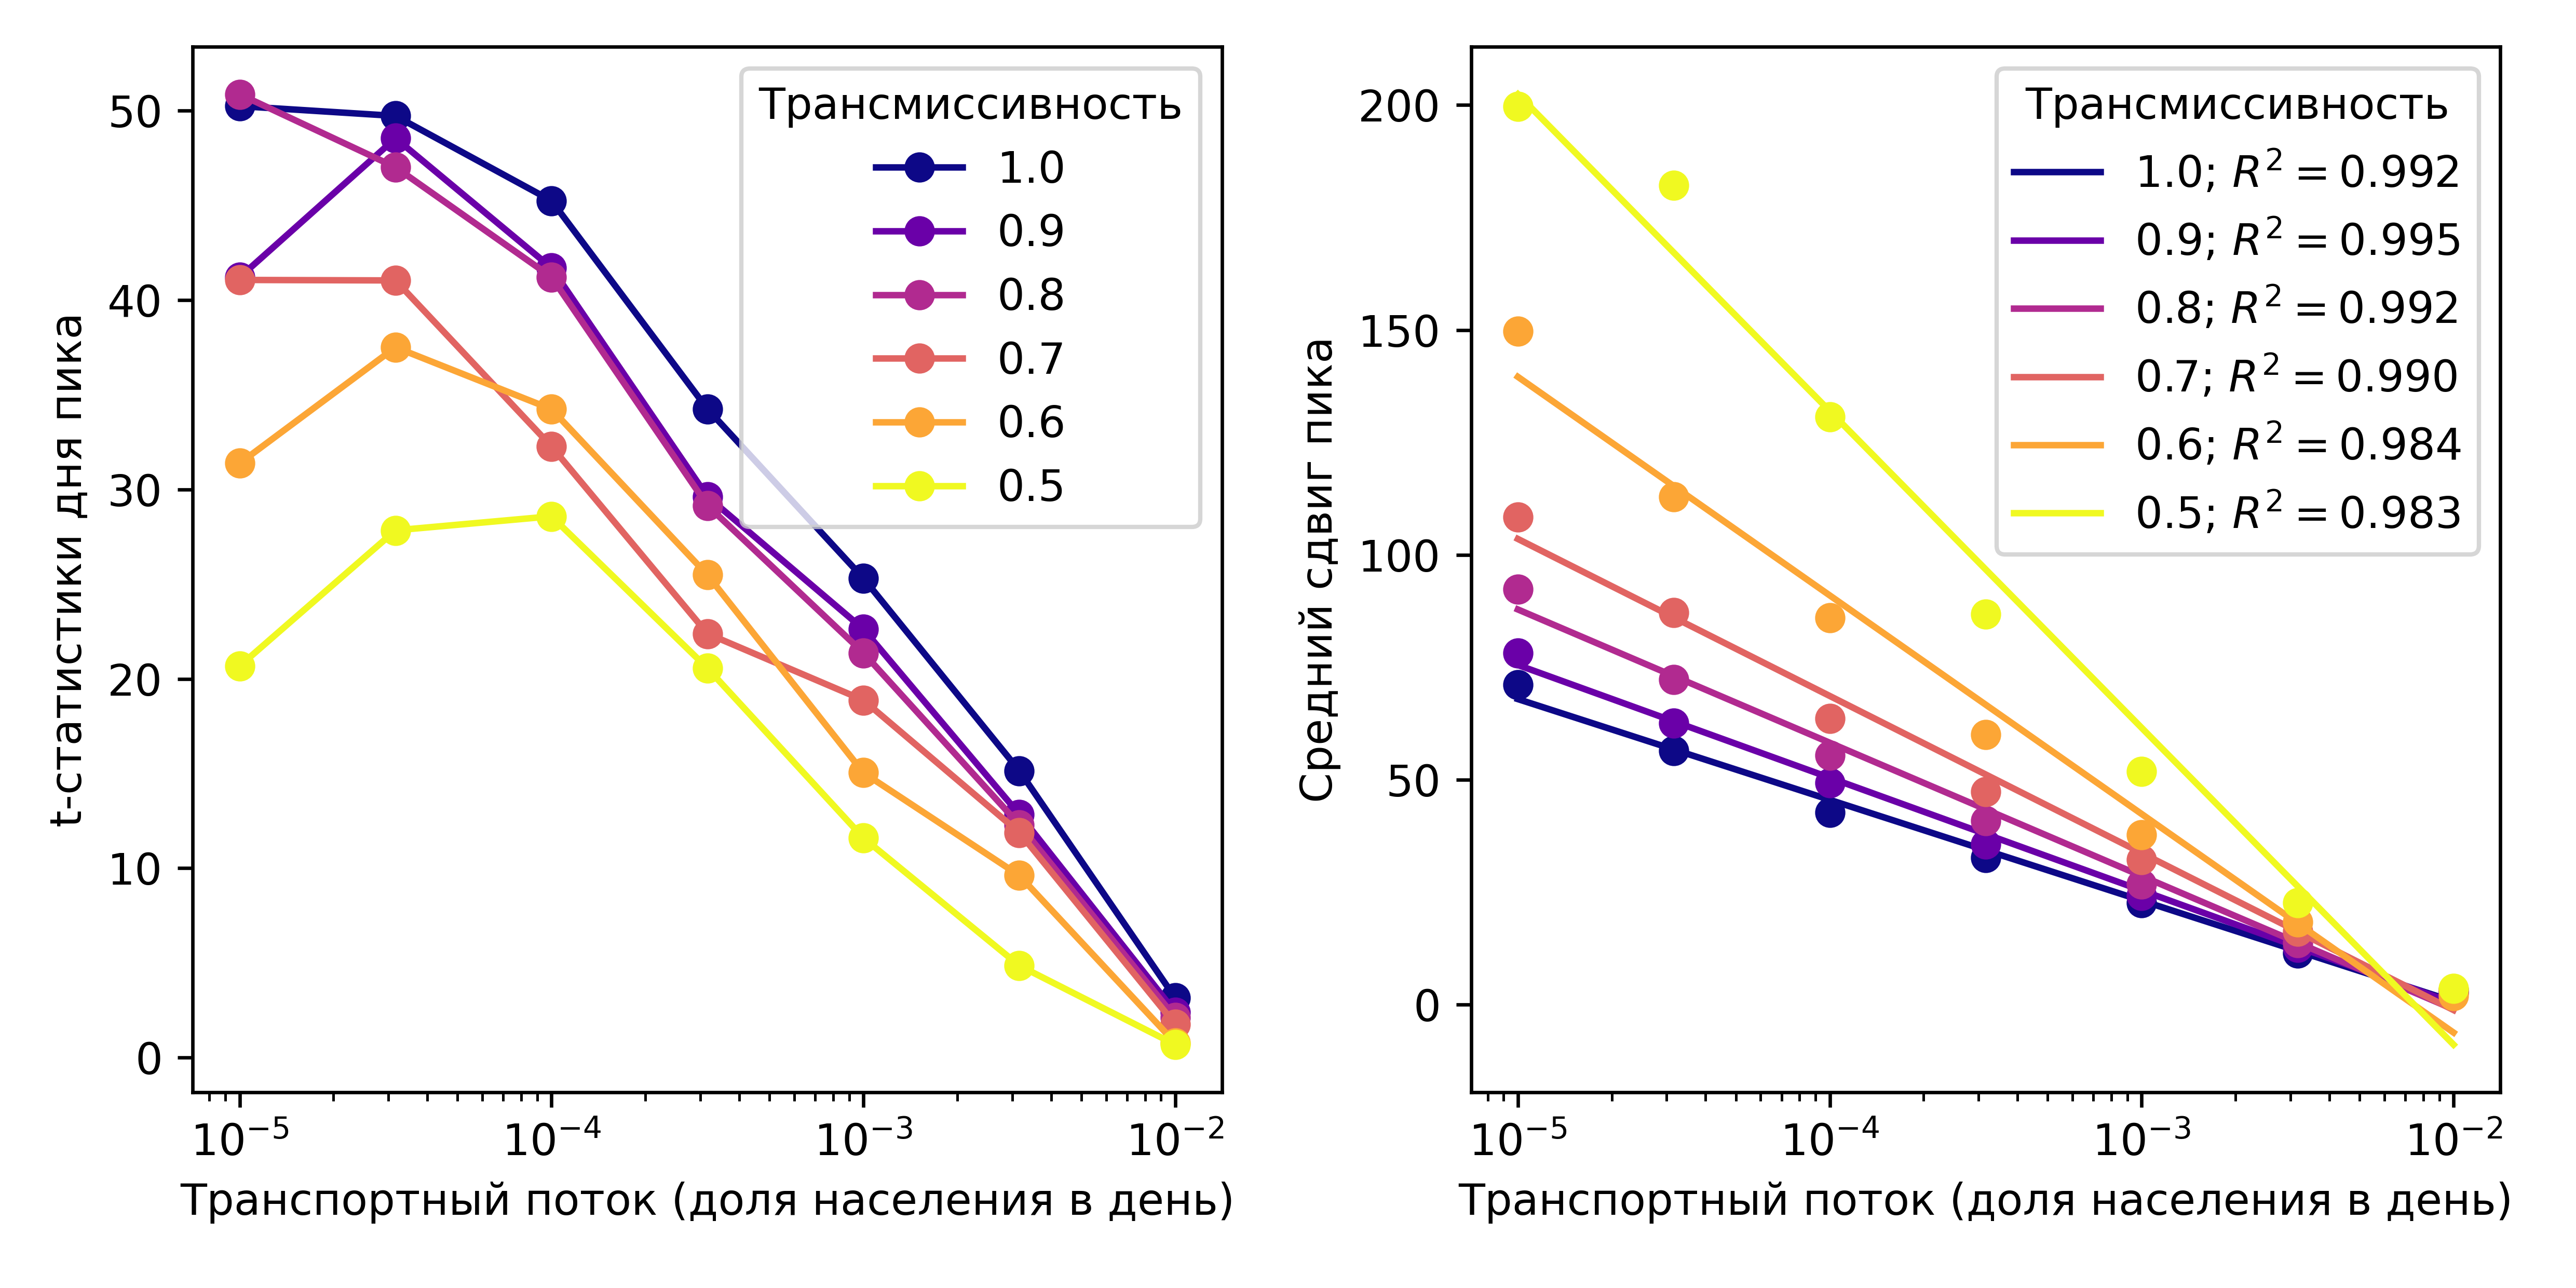 t-статистики дня пика
50
40
30
20
10
0
Трансмиссивность
1.0
0.9
0.8
0.7
0.6
0.5
10⁻⁵ 10⁻⁴ 10⁻³ 10⁻²
Транспортный поток (доля населения в день)
Средний сдвиг пика
200
150
100
50
0
Трансмиссивность
1.0; R² = 0.992
0.9; R² = 0.995
0.8; R² = 0.992
0.7; R² = 0.990
0.6; R² = 0.984
0.5; R² = 0.983
10⁻⁵ 10⁻⁴ 10⁻³ 10⁻²
Транспортный поток (доля населения в день)